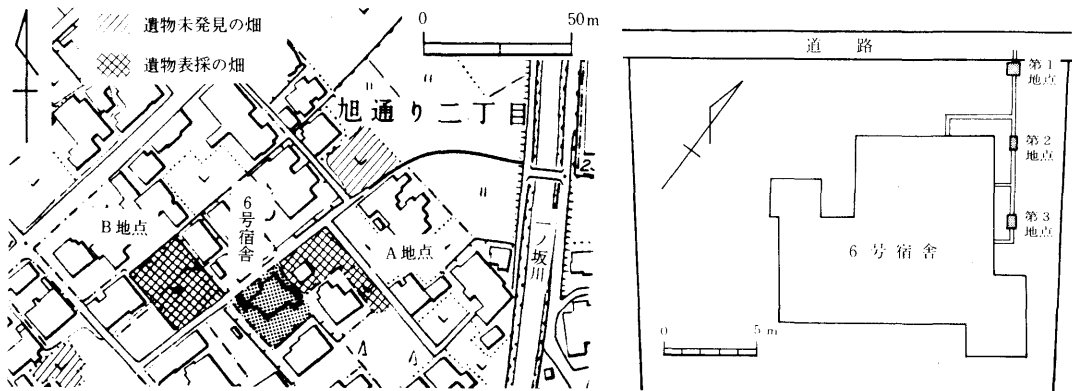 遺物未発見の畑
遺物表採の畑
0 50m
旭通り二丁目
B地点
6号宿舎
A地点
一ノ坂川
2
道路
第1地点
第2地点
第3地点
6号宿舎
0 5m